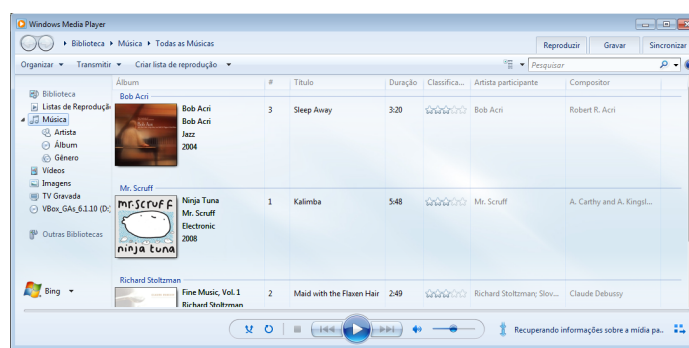 Windows Media Player
Biblioteca Música Todas as Músicas
Reproduzir Gravar Sincronizar
Organizar Transmitir Criar lista de reprodução Pesquisar
Álbum # Título Duração Classifica... Artista participante Compositor
Biblioteca
Listas de Reproduçã
Música
Artista
Álbum
Gênero
Vídeos
Imagens
TV Gravada
VBox_GAs_6.1.10 (D:)
Outras Bibliotecas
Bing
Bob Acri
Bob Acri 3 Sleep Away 3:20 Bob Acri Robert R. Acri
Bob Acri
Jazz
2004
Mr. Scruff
mr.scruff
ninja tuna
Ninja Tuna 1 Kalimba 5:48 Mr. Scruff A. Carthy and A. Kingsl...
Mr. Scruff
Electronic
2008
Richard Stoltzman
Fine Music, Vol. 1 2 Maid with the Flaxen Hair 2:49 Richard Stoltzman; Slov... Claude Debussy
Richard Stoltzman
Recuperando informações sobre a mídia pa..